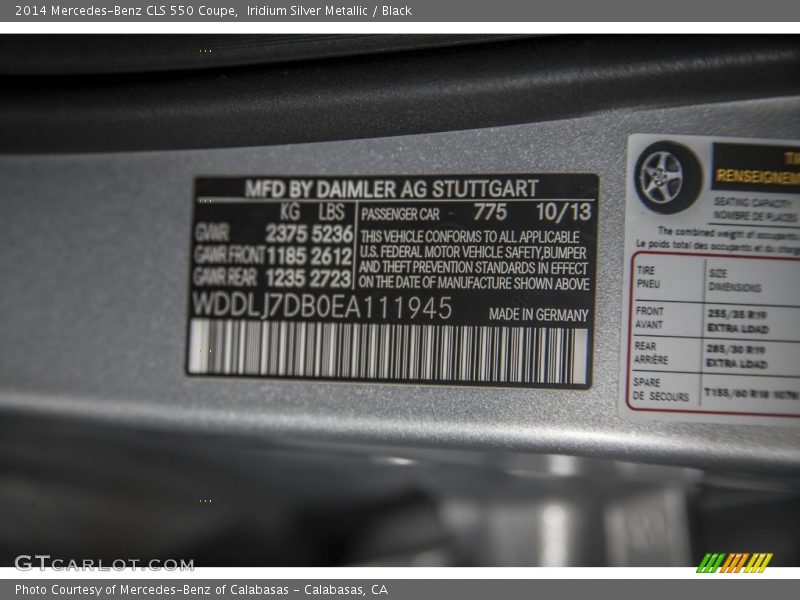 2014 Mercedes-Benz CLS 550 Coupe, Iridium Silver Metallic / Black
MFD BY DAIMLER AG STUTTGART
KG LBS
GVWR 2375 5236
GAWR FRONT 1185 2612
GAWR REAR 1235 2723
PASSENGER CAR 775 10/13
THIS VEHICLE CONFORMS TO ALL APPLICABLE
U.S. FEDERAL MOTOR VEHICLE SAFETY, BUMPER
AND THEFT PREVENTION STANDARDS IN EFFECT
ON THE DATE OF MANUFACTURE SHOWN ABOVE
WDDLJ7DB0EA111945
MADE IN GERMANY
SEATING CAPACITY
NOMBRE DE PLACES
The combined weight of
Le poids total des occupants et du
TIRE
PNEU
SIZE
DIMENSIONS
FRONT
AVANT
255/35 R19
EXTRA LOAD
REAR
ARRIÈRE
285/30 R19
EXTRA LOAD
SPARE
DE SECOURS
GTCARLOT.COM
Photo Courtesy of Mercedes-Benz of Calabasas - Calabasas, CA